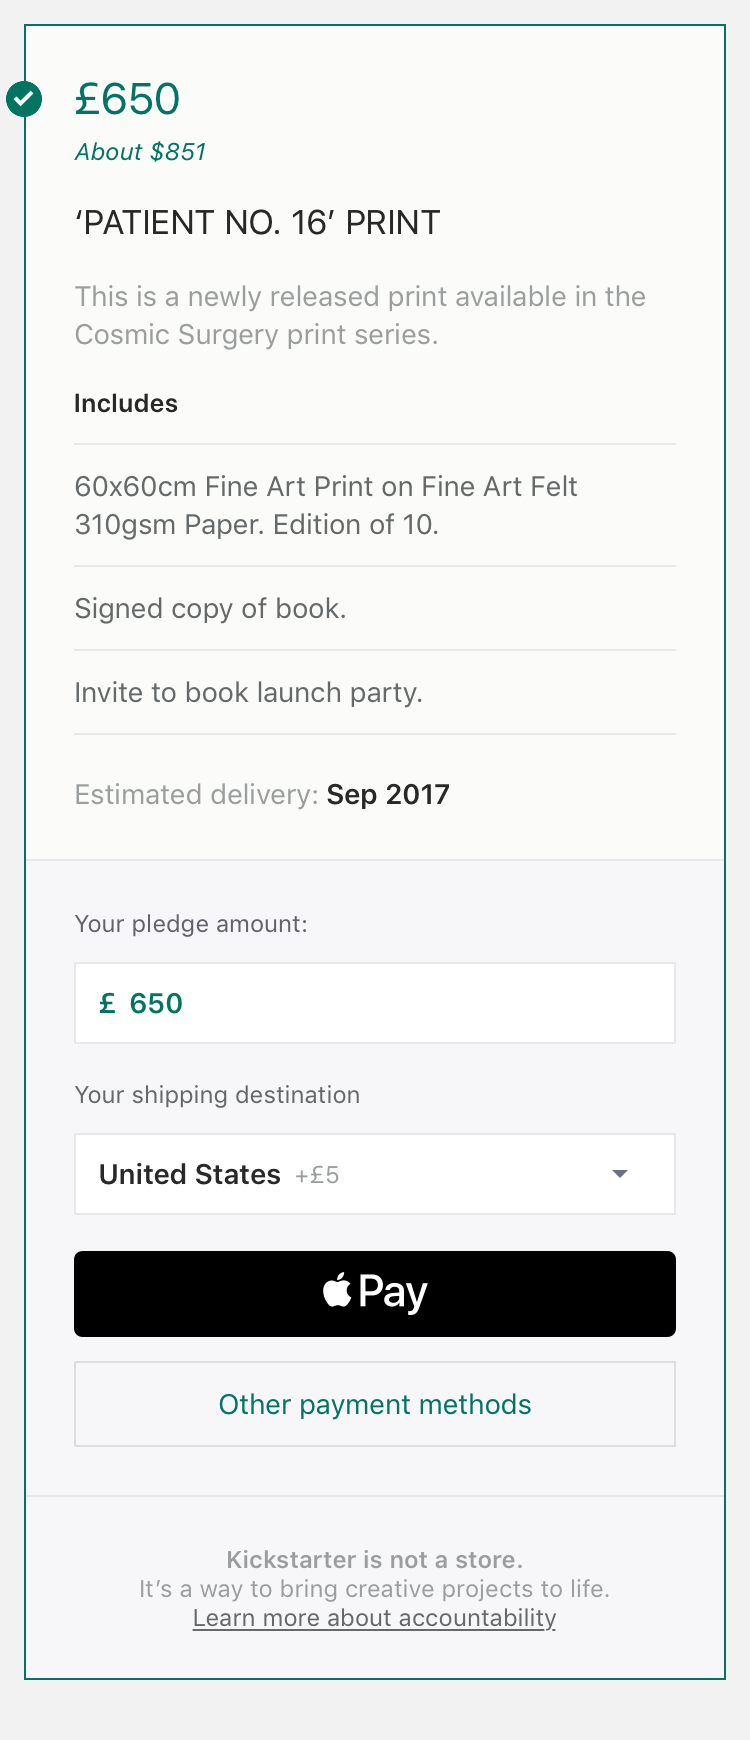 £650
About $851
‘PATIENT NO. 16’ PRINT
This is a newly released print available in the
Cosmic Surgery print series.
Includes
60x60cm Fine Art Print on Fine Art Felt
310gsm Paper. Edition of 10.
Signed copy of book.
Invite to book launch party.
Estimated delivery: Sep 2017
Your pledge amount:
£ 650
Your shipping destination
United States +£5
Pay
Other payment methods
Kickstarter is not a store.
It’s a way to bring creative projects to life.
Learn more about accountability